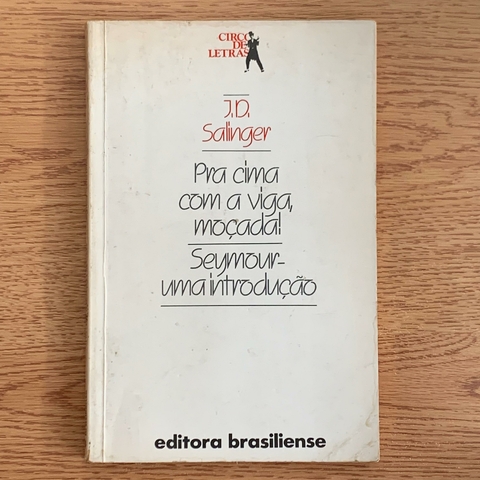 CIRCO
DE
LETRAS
J.D.
Salinger
Pra cima
com a viga,
moçada!
Seymour-
uma introdução
editora brasiliense